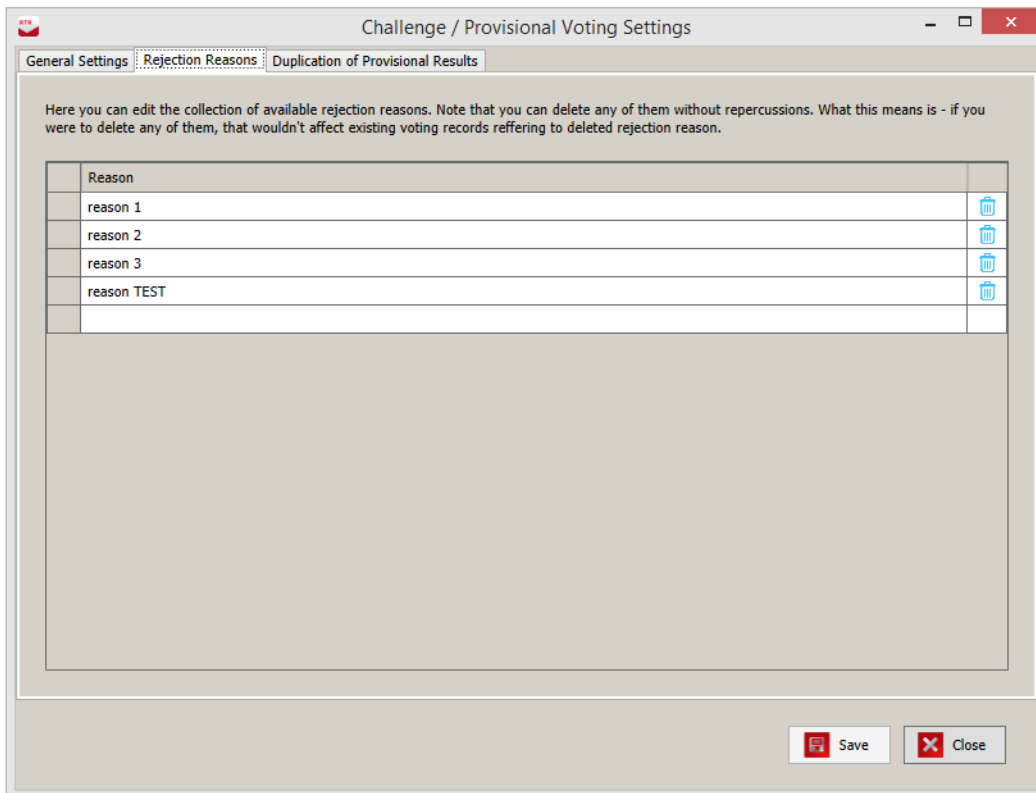 RTR
Challenge / Provisional Voting Settings
General Settings Rejection Reasons Duplication of Provisional Results
Here you can edit the collection of available rejection reasons. Note that you can delete any of them without repercussions. What this means is - if you
were to delete any of them, that wouldn't affect existing voting records reffering to deleted rejection reason.
Reason
reason 1
reason 2
reason 3
reason TEST
Save Close